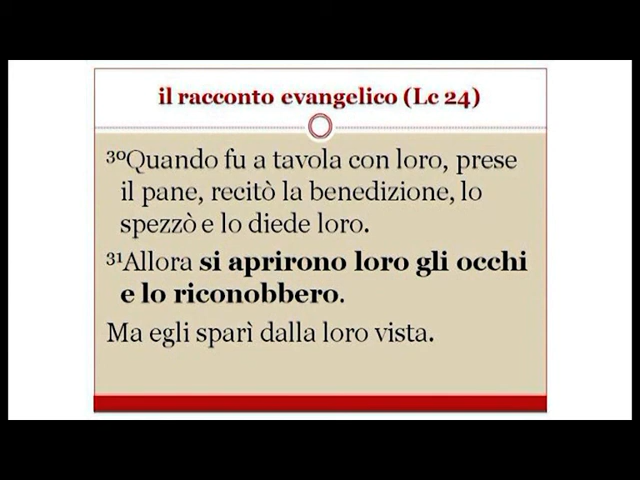 il racconto evangelico (Lc 24)
³⁰Quando fu a tavola con loro, prese
il pane, recitò la benedizione, lo
spezzò e lo diede loro.
³¹Allora si aprirono loro gli occhi
e lo riconobbero.
Ma egli sparì dalla loro vista.